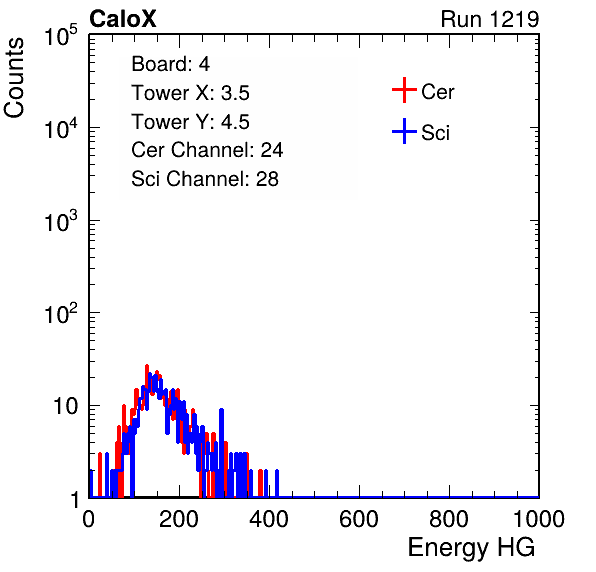 CaloX Run 1219
Counts
10^5
10^4
10^3
10^2
10
1
Board: 4
Tower X: 3.5
Tower Y: 4.5
Cer Channel: 24
Sci Channel: 28
Cer
Sci
0 200 400 600 800 1000
Energy HG